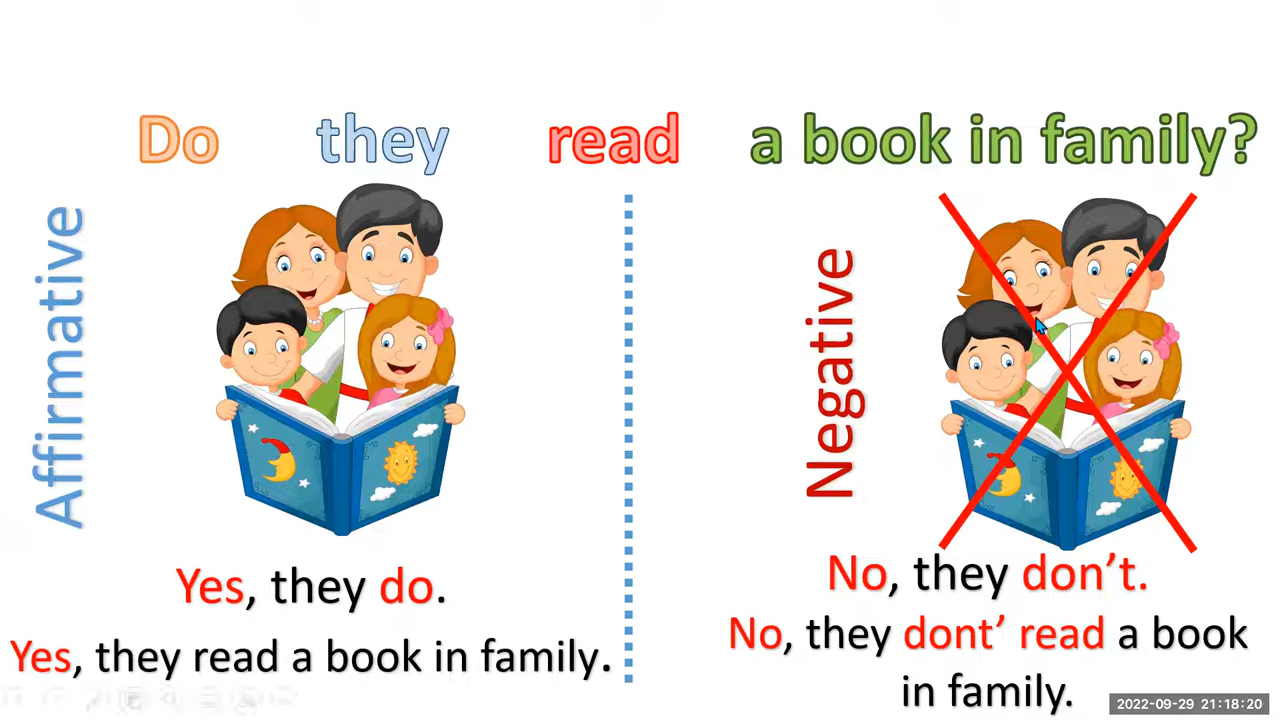 Do they read a book in family?
Affirmative
Negative
Yes, they do.
Yes, they read a book in family.
No, they don’t.
No, they dont’ read a book
in family.
2022-09-29 21:18:20